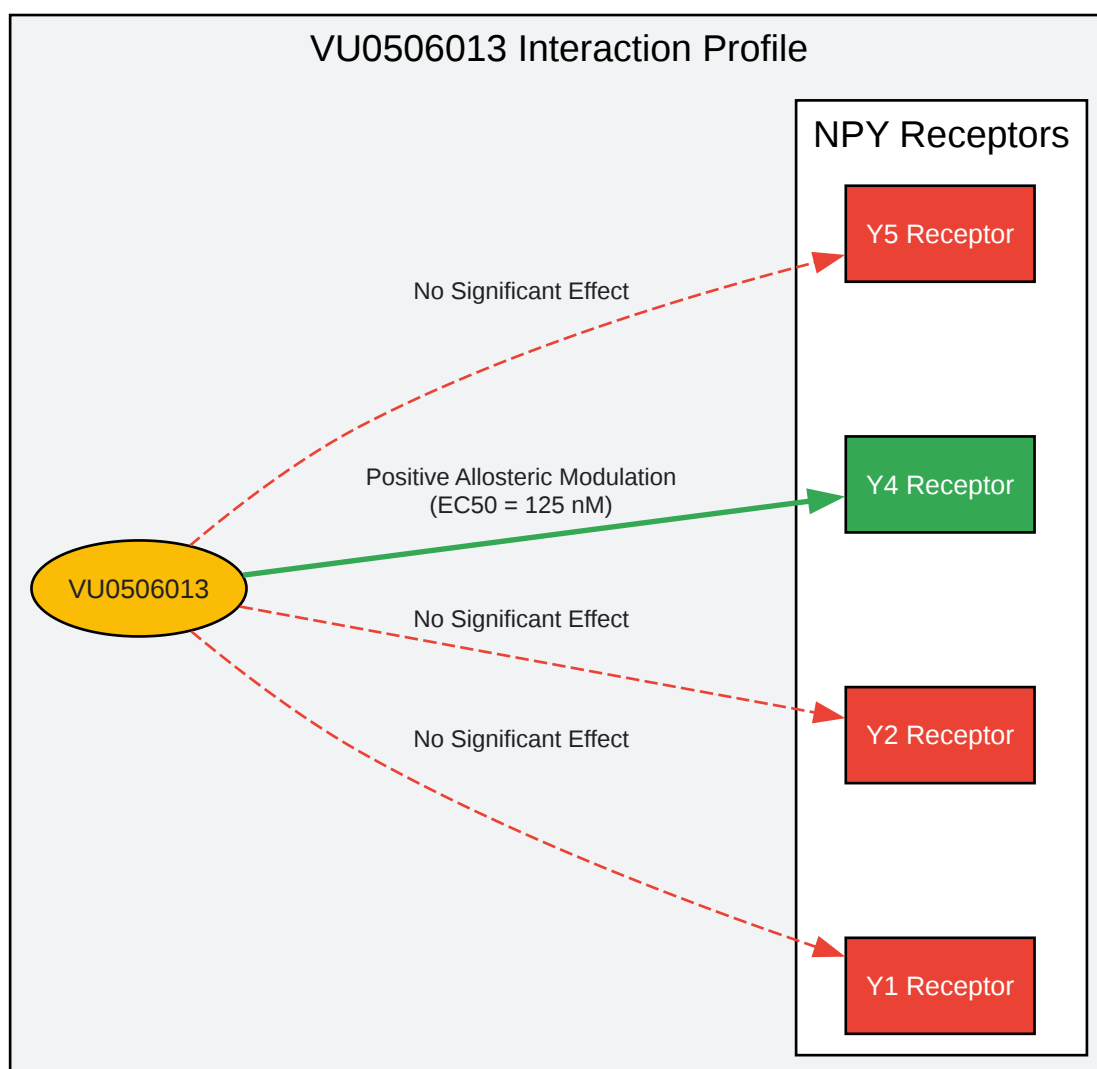 VU0506013 Interaction Profile
NPY Receptors
Y5 Receptor
No Significant Effect
Y4 Receptor
Positive Allosteric Modulation
(EC50 = 125 nM)
VU0506013
No Significant Effect
Y2 Receptor
No Significant Effect
Y1 Receptor